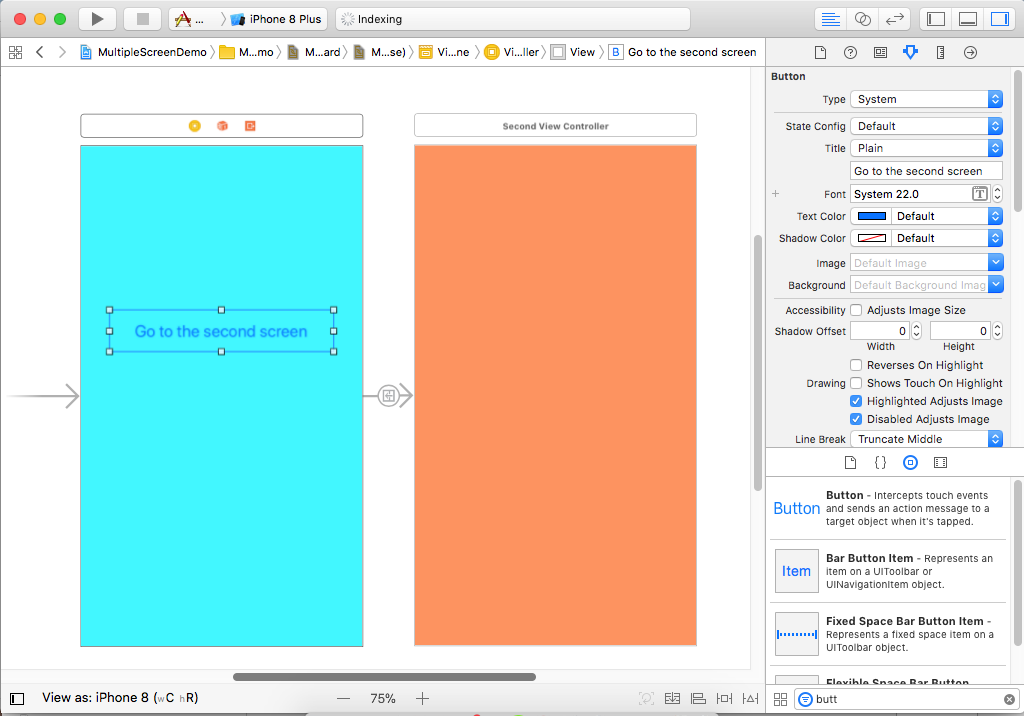 ... iPhone 8 Plus Indexing
MultipleScreenDemo M...mo M...ard M...se) Vi...ne Vi...ller View B Go to the second screen
Second View Controller
Go to the second screen
View as: iPhone 8 (wC hR) 75%
Button
Type System
State Config Default
Title Plain
Go to the second screen
+ Font System 22.0 T
Text Color Default
Shadow Color Default
Image Default Image
Background Default Background Imag
Accessibility Adjusts Image Size
Shadow Offset 0 0
Width Height
Reverses On Highlight
Drawing Shows Touch On Highlight
Highlighted Adjusts Image
Disabled Adjusts Image
Line Break Truncate Middle
{ }
Button Button - Intercepts touch events
and sends an action message to a
target object when it's tapped.
Item Bar Button Item - Represents an
item on a UIToolbar or
UINavigationItem object.
Fixed Space Bar Button Item -
Represents a fixed space item on a
UIToolbar object.
Flexible Space Bar Button
butt